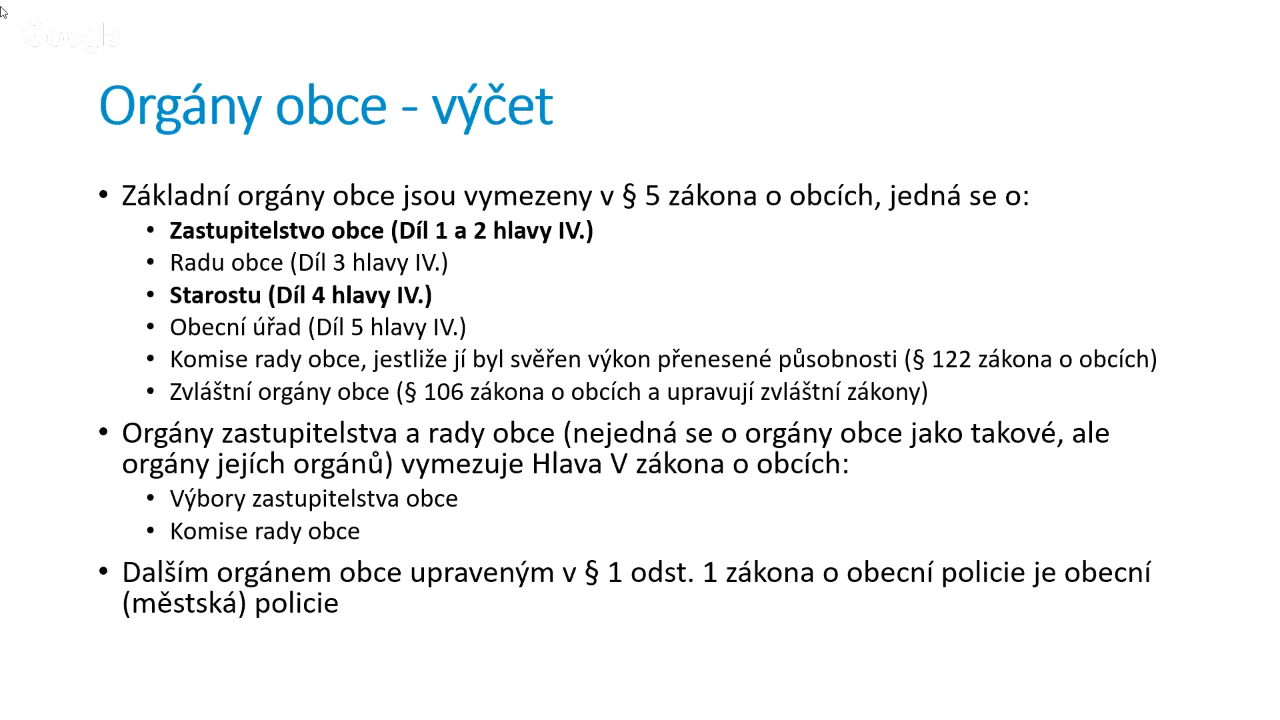 Google
Orgány obce - výčet
• Základní orgány obce jsou vymezeny v § 5 zákona o obcích, jedná se o:
• Zastupitelstvo obce (Díl 1 a 2 hlavy IV.)
• Radu obce (Díl 3 hlavy IV.)
• Starostu (Díl 4 hlavy IV.)
• Obecní úřad (Díl 5 hlavy IV.)
• Komise rady obce, jestliže jí byl svěřen výkon přenesené působnosti (§ 122 zákona o obcích)
• Zvláštní orgány obce (§ 106 zákona o obcích a upravují zvláštní zákony)
• Orgány zastupitelstva a rady obce (nejedná se o orgány obce jako takové, ale
orgány jejích orgánů) vymezuje Hlava V zákona o obcích:
• Výbory zastupitelstva obce
• Komise rady obce
• Dalším orgánem obce upraveným v § 1 odst. 1 zákona o obecní policie je obecní
(městská) policie